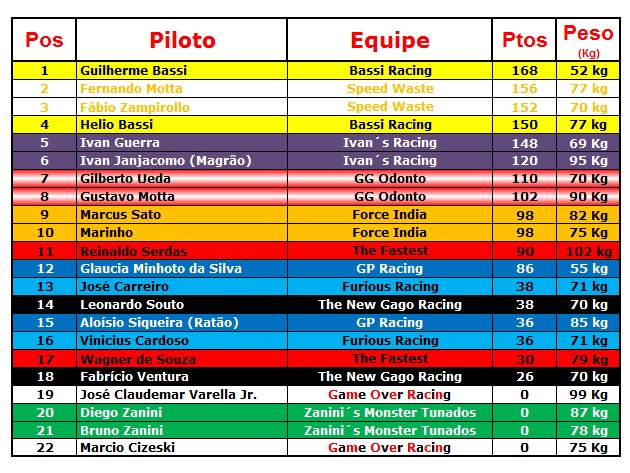 Pos Piloto Equipe Ptos Peso (Kg)
1 Guilherme Bassi Bassi Racing 168 52 kg
2 Fernando Motta Speed Waste 156 77 kg
3 Fábio Zampirollo Speed Waste 152 70 kg
4 Helio Bassi Bassi Racing 150 77 kg
5 Ivan Guerra Ivan´s Racing 148 69 Kg
6 Ivan Janjacomo (Magrão) Ivan´s Racing 120 95 Kg
7 Gilberto Ueda GG Odonto 110 70 Kg
8 Gustavo Motta GG Odonto 102 90 Kg
9 Marcus Sato Force India 98 82 Kg
10 Marinho Force India 98 75 Kg
11 Reinaldo Serdas The Fastest 90 102 kg
12 Glaucia Minhoto da Silva GP Racing 86 55 kg
13 José Carreiro Furious Racing 38 71 kg
14 Leonardo Souto The New Gago Racing 38 70 kg
15 Aloísio Siqueira (Ratão) GP Racing 36 85 kg
16 Vinicius Cardoso Furious Racing 36 71 kg
17 Wagner de Souza The Fastest 30 79 kg
18 Fabrício Ventura The New Gago Racing 26 70 kg
19 José Claudemar Varella Jr. Game Over Racing 0 99 Kg
20 Diego Zanini Zanini´s Monster Tunados 0 87 kg
21 Bruno Zanini Zanini´s Monster Tunados 0 78 kg
22 Marcio Cizeski Game Over Racing 0 75 Kg